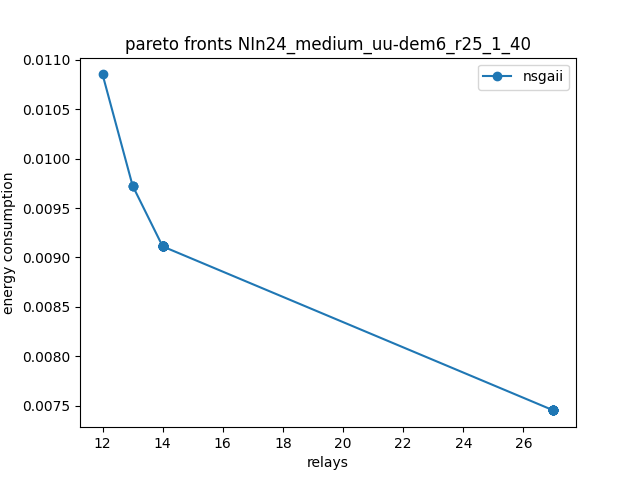 pareto fronts NIn24_medium_uu-dem6_r25_1_40
nsgaii
0.0110
0.0105
0.0100
0.0095
0.0090
0.0085
0.0080
0.0075
energy consumption
12 14 16 18 20 22 24 26
relays